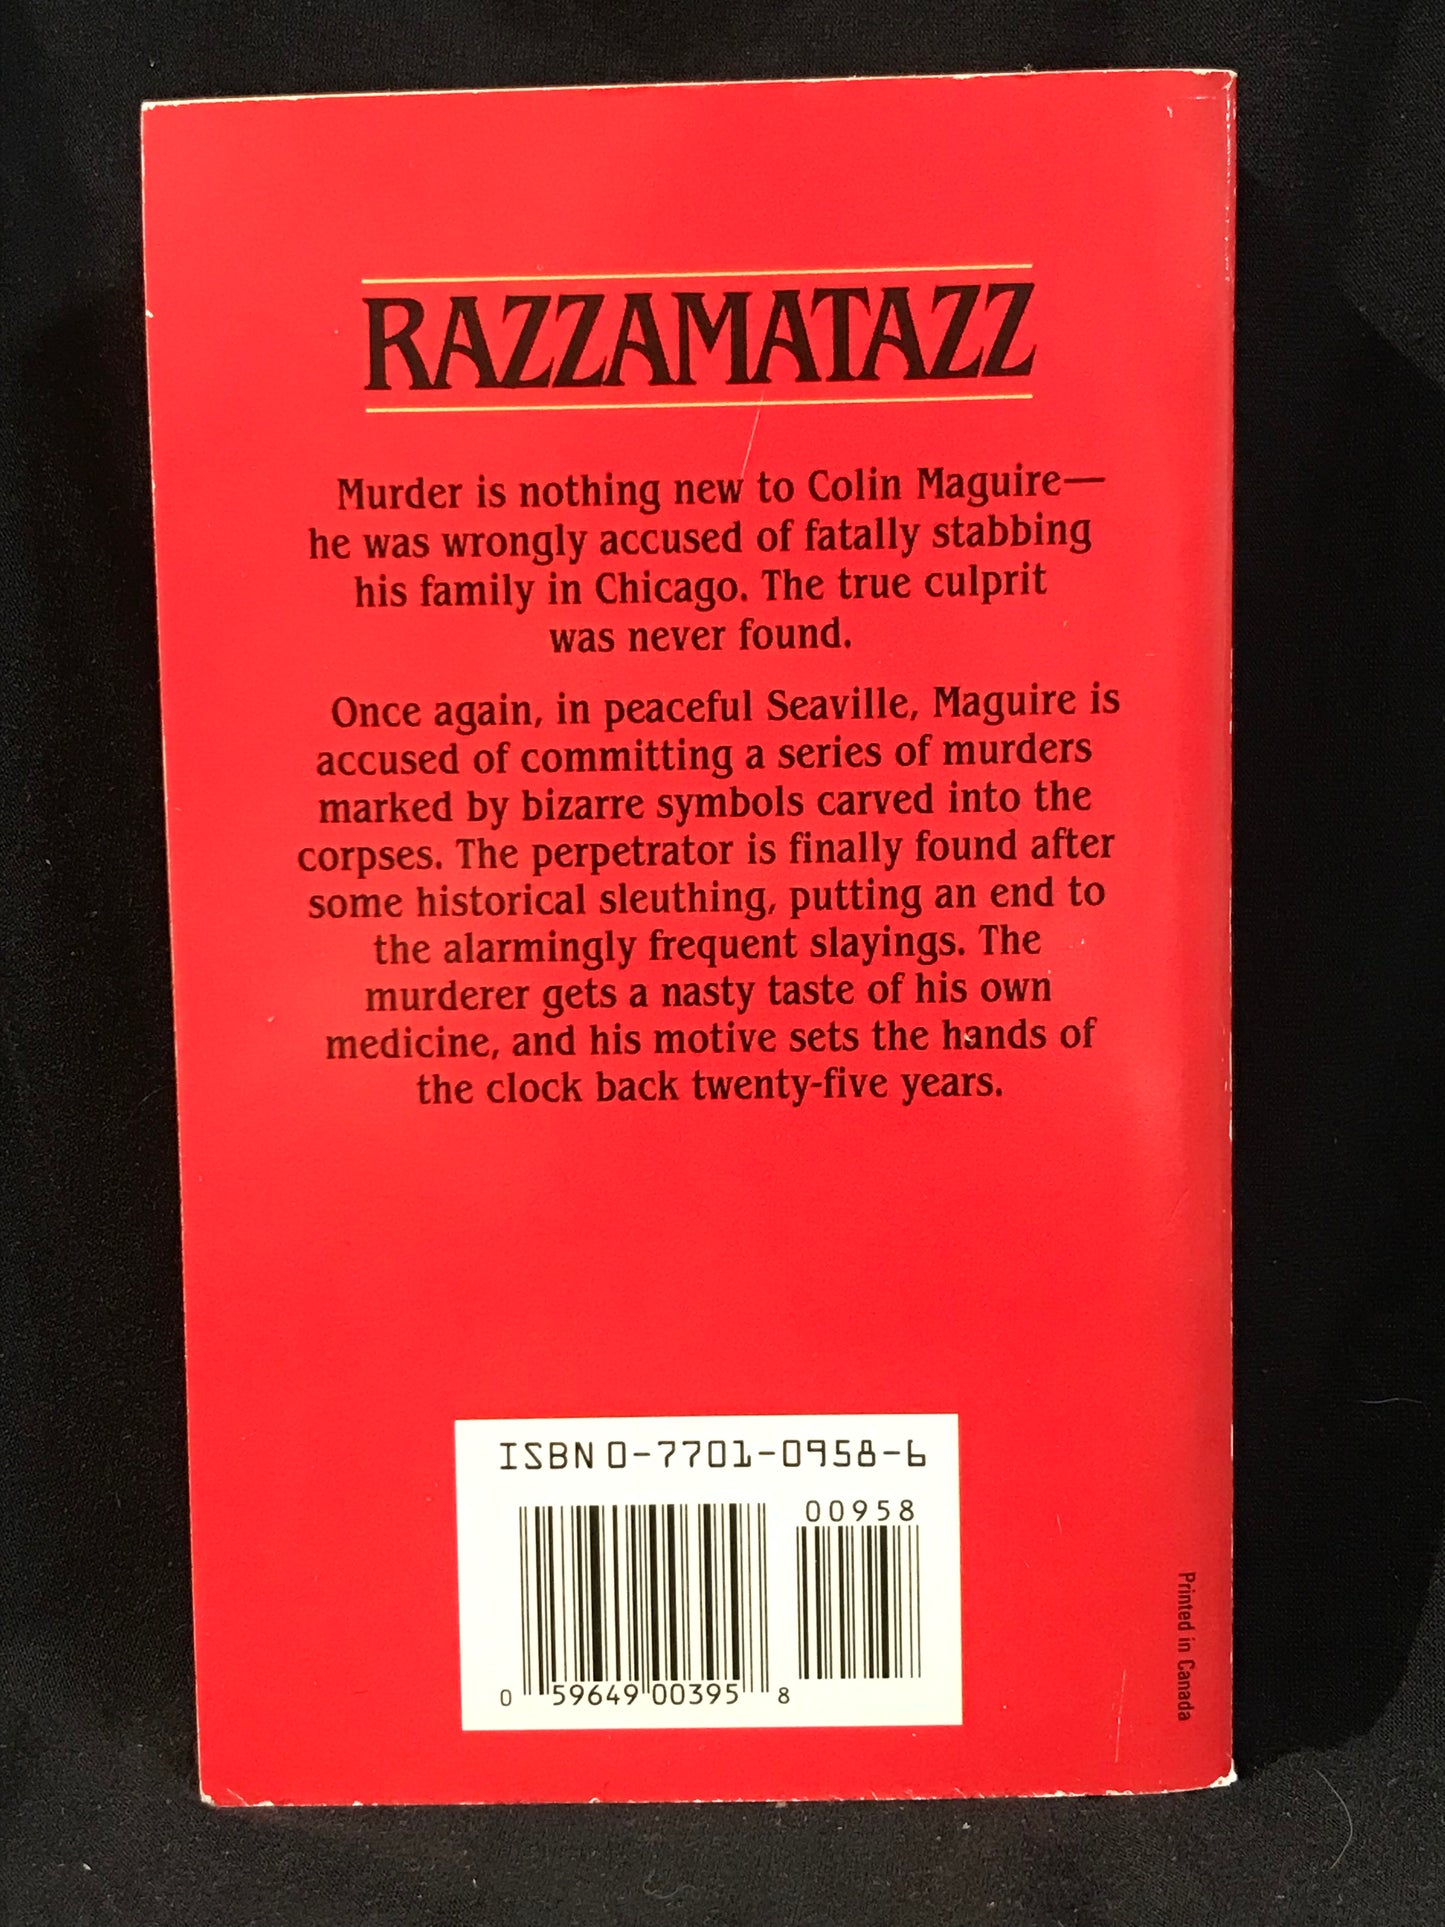 RAZZAMATAZZ
Murder is nothing new to Colin Maguire—
he was wrongly accused of fatally stabbing
his family in Chicago. The true culprit
was never found.
Once again, in peaceful Seaville, Maguire is
accused of committing a series of murders
marked by bizarre symbols carved into the
corpses. The perpetrator is finally found after
some historical sleuthing, putting an end to
the alarmingly frequent slayings. The
murderer gets a nasty taste of his own
medicine, and his motive sets the hands of
the clock back twenty-five years.
ISBN 0-7701-0958-6
00958
0 59649 00395 8
Printed in Canada